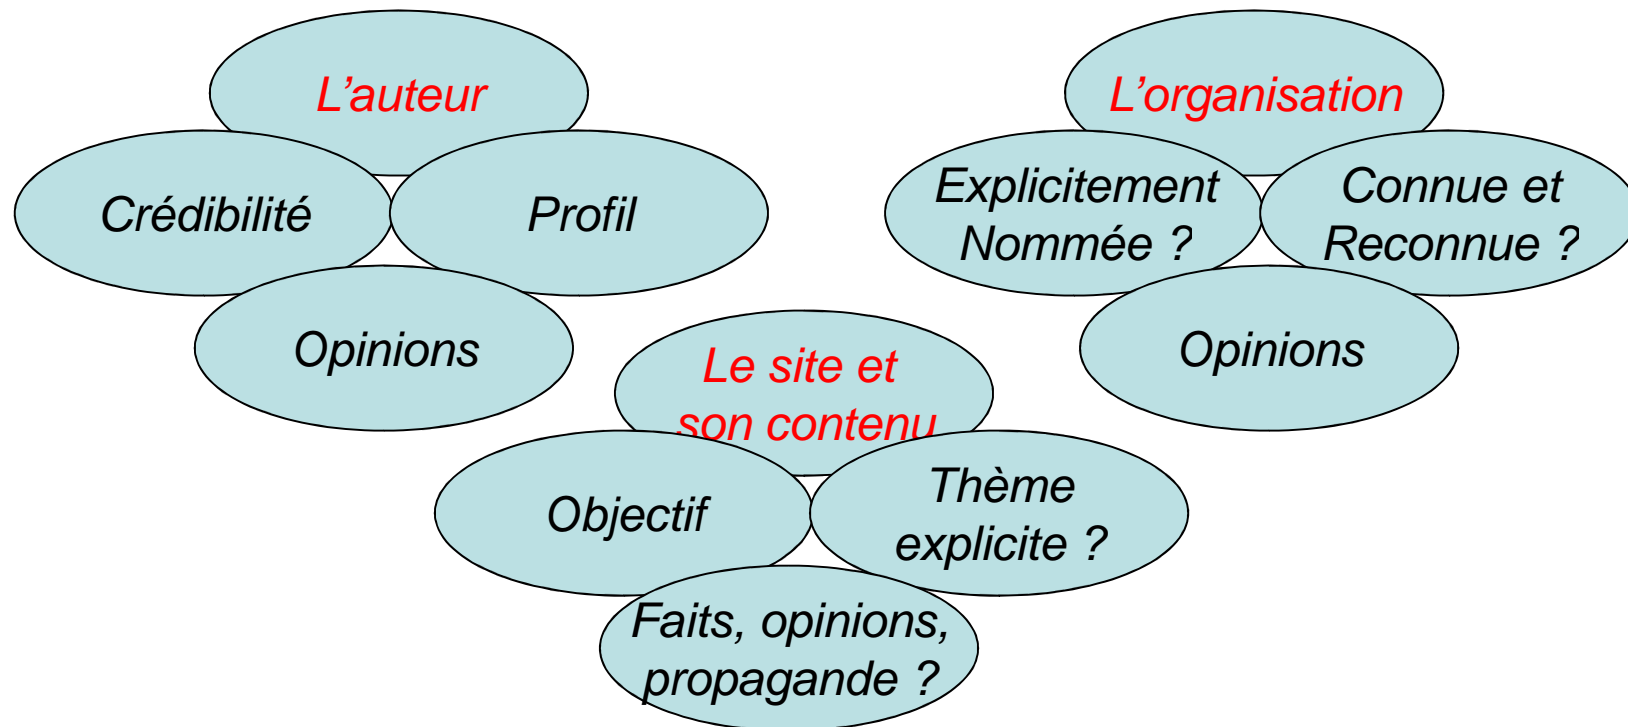 L’auteur
Crédibilité
Profil
Opinions
L’organisation
Explicitement
Nommée ?
Connue et
Reconnue ?
Opinions
Le site et
son contenu
Objectif
Thème
explicite ?
Faits, opinions,
propagande ?